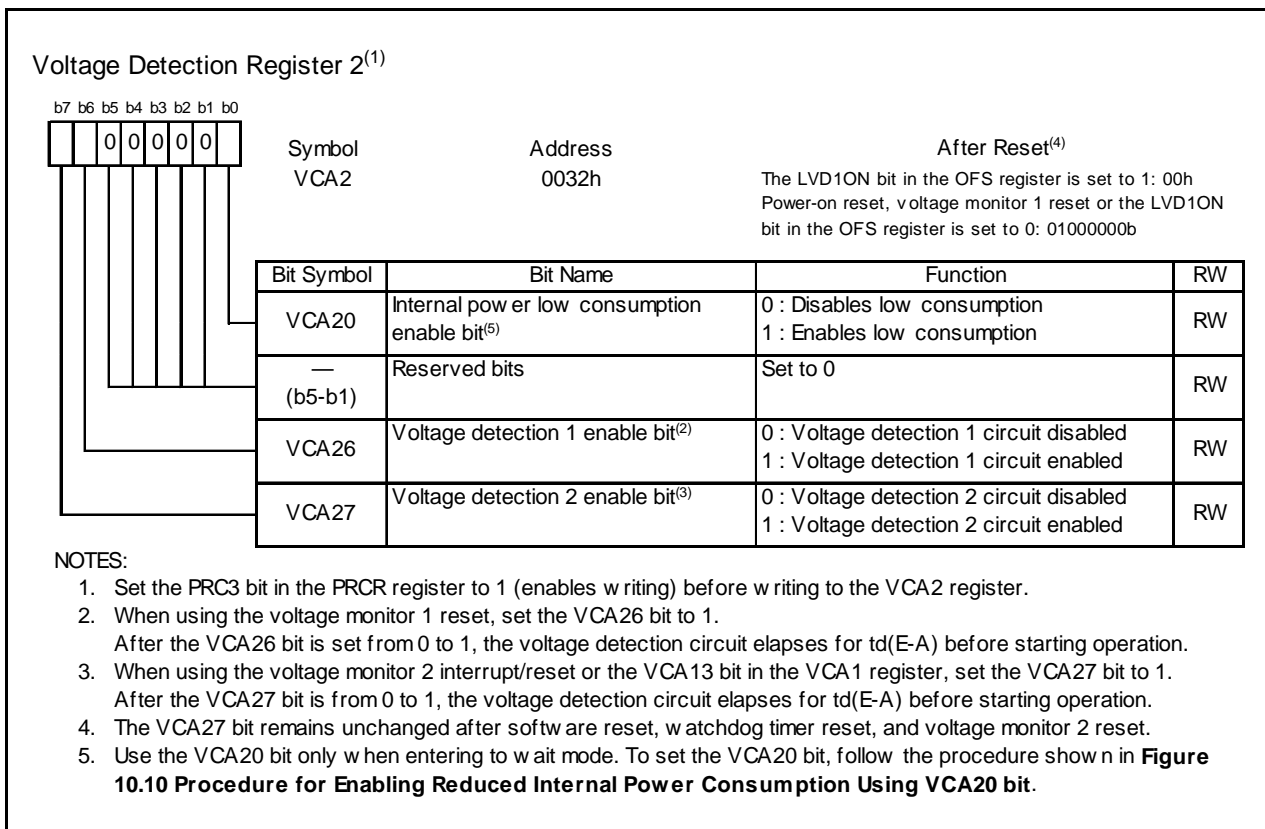 Voltage Detection Register 2(1)
b7 b6 b5 b4 b3 b2 b1 b0
0 0 0 0 0
Symbol Address After Reset(4)
VCA2 0032h The LVD1ON bit in the OFS register is set to 1: 00h
Power-on reset, voltage monitor 1 reset or the LVD1ON
bit in the OFS register is set to 0: 01000000b
Bit Symbol Bit Name Function RW
VCA20 Internal power low consumption enable bit(5) 0 : Disables low consumption RW
1 : Enables low consumption
— (b5-b1) Reserved bits Set to 0 RW
VCA26 Voltage detection 1 enable bit(2) 0 : Voltage detection 1 circuit disabled RW
1 : Voltage detection 1 circuit enabled
VCA27 Voltage detection 2 enable bit(3) 0 : Voltage detection 2 circuit disabled RW
1 : Voltage detection 2 circuit enabled
NOTES:
1. Set the PRC3 bit in the PRCR register to 1 (enables writing) before writing to the VCA2 register.
2. When using the voltage monitor 1 reset, set the VCA26 bit to 1.
After the VCA26 bit is set from 0 to 1, the voltage detection circuit elapses for td(E-A) before starting operation.
3. When using the voltage monitor 2 interrupt/reset or the VCA13 bit in the VCA1 register, set the VCA27 bit to 1.
After the VCA27 bit is from 0 to 1, the voltage detection circuit elapses for td(E-A) before starting operation.
4. The VCA27 bit remains unchanged after software reset, watchdog timer reset, and voltage monitor 2 reset.
5. Use the VCA20 bit only when entering to wait mode. To set the VCA20 bit, follow the procedure shown in Figure
10.10 Procedure for Enabling Reduced Internal Power Consumption Using VCA20 bit.